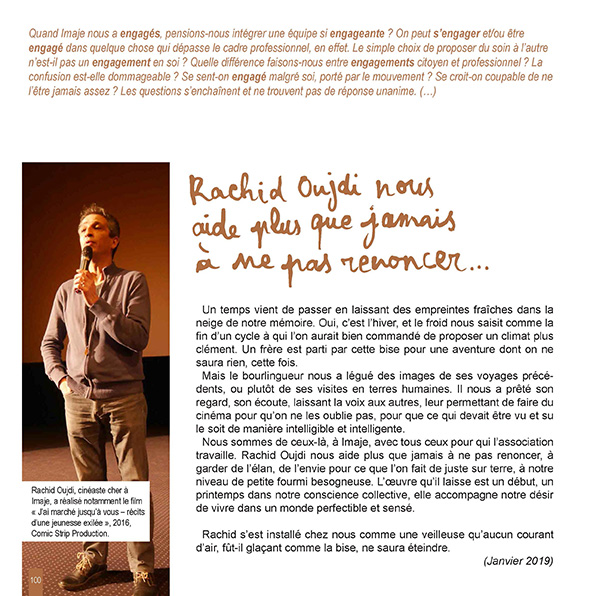 Quand Imaje nous a engagés, pensions-nous intégrer une équipe si engageante ? On peut s'engager et/ou être
engagé dans quelque chose qui dépasse le cadre professionnel, en effet. Le simple choix de proposer du soin à l'autre
n'est-il pas un engagement en soi ? Quelle différence faisons-nous entre engagements citoyen et professionnel ? La
confusion est-elle dommageable ? Se sent-on engagé malgré soi, porté par le mouvement ? Se croit-on coupable de ne
l'être jamais assez ? Les questions s'enchaînent et ne trouvent pas de réponse unanime. (…)
Rachid Oujdi nous
aide plus que jamais
à ne pas renoncer...
Un temps vient de passer en laissant des empreintes fraîches dans la
neige de notre mémoire. Oui, c'est l'hiver, et le froid nous saisit comme la
fin d'un cycle à qui l'on aurait bien commandé de proposer un climat plus
clément. Un frère est parti par cette bise pour une aventure dont on ne
saura rien, cette fois.
Mais le bourlingueur nous a légué des images de ses voyages précé-
dents, ou plutôt de ses visites en terres humaines. Il nous a prêté son
regard, son écoute, laissant la voix aux autres, leur permettant de faire du
cinéma pour qu'on ne les oublie pas, pour que ce qui devait être vu et su
le soit de manière intelligible et intelligente.
Nous sommes de ceux-là, à Imaje, avec tous ceux pour qui l'association
travaille. Rachid Oujdi nous aide plus que jamais à ne pas renoncer, à
garder de l'élan, de l'envie pour ce que l'on fait de juste sur terre, à notre
niveau de petite fourmi besogneuse. L'œuvre qu'il laisse est un début, un
printemps dans notre conscience collective, elle accompagne notre désir
de vivre dans un monde perfectible et sensé.
Rachid s'est installé chez nous comme une veilleuse qu'aucun courant
d'air, fût-il glaçant comme la bise, ne saura éteindre.
(Janvier 2019)
Rachid Oujdi, cinéaste cher à
Imaje, a réalisé notamment le film
« J'ai marché jusqu'à vous – récits
d'une jeunesse exilée », 2016,
Comic Strip Production.
100